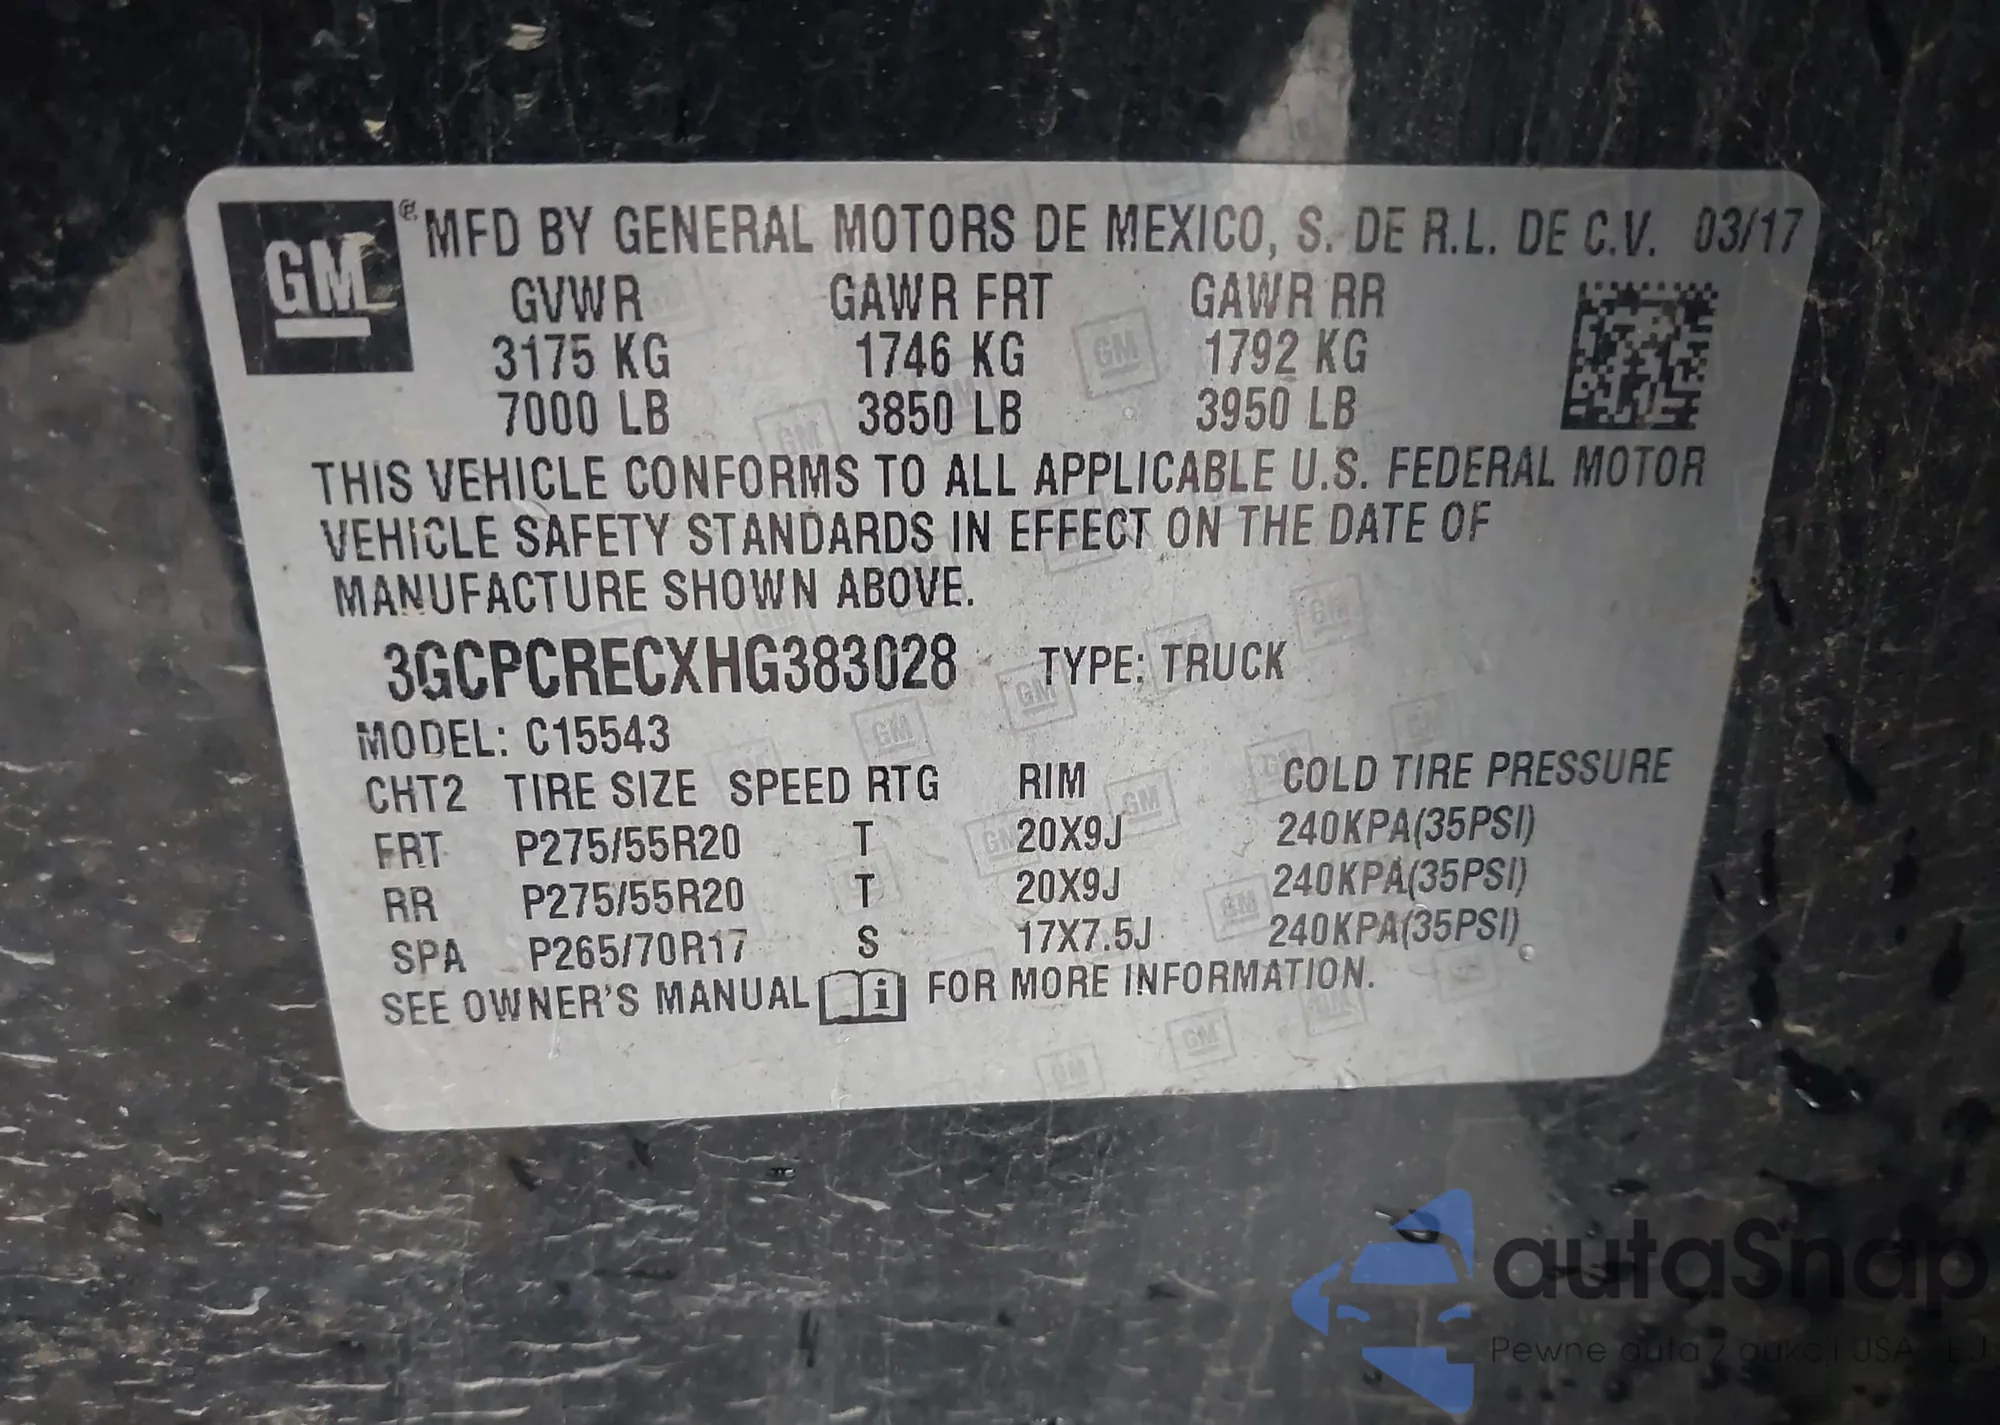 GM ® MFD BY GENERAL MOTORS DE MEXICO, S. DE R.L. DE C.V. 03/17
GVWR GAWR FRT GAWR RR
3175 KG 1746 KG 1792 KG
7000 LB 3850 LB 3950 LB
THIS VEHICLE CONFORMS TO ALL APPLICABLE U.S. FEDERAL MOTOR
VEHICLE SAFETY STANDARDS IN EFFECT ON THE DATE OF
MANUFACTURE SHOWN ABOVE.
3GCPCRECXHG383028 TYPE: TRUCK
MODEL: C15543
CHT2 TIRE SIZE SPEED RTG RIM COLD TIRE PRESSURE
FRT P275/55R20 T 20X9J 240KPA(35PSI)
RR P275/55R20 T 20X9J 240KPA(35PSI)
SPA P265/70R17 S 17X7.5J 240KPA(35PSI)
SEE OWNER'S MANUAL i FOR MORE INFORMATION.
autaSnap
Pewne auta z aukcji USA